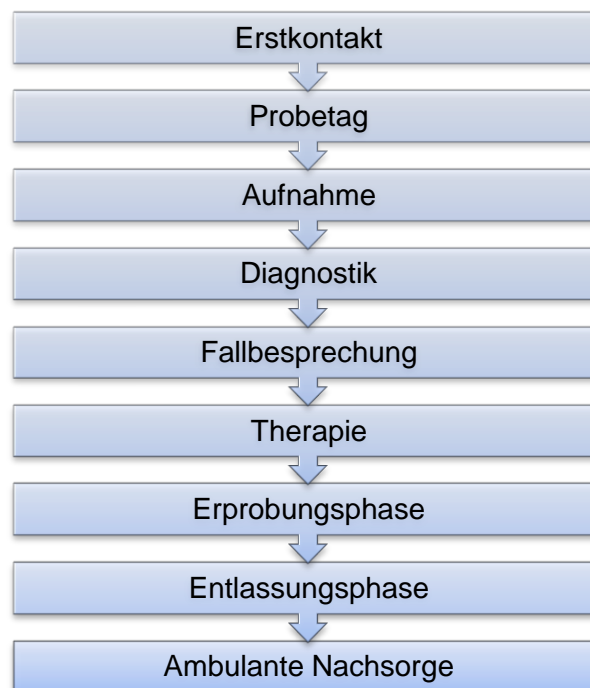 Erstkontakt
Probetag
Aufnahme
Diagnostik
Fallbesprechung
Therapie
Erprobungsphase
Entlassungsphase
Ambulante Nachsorge